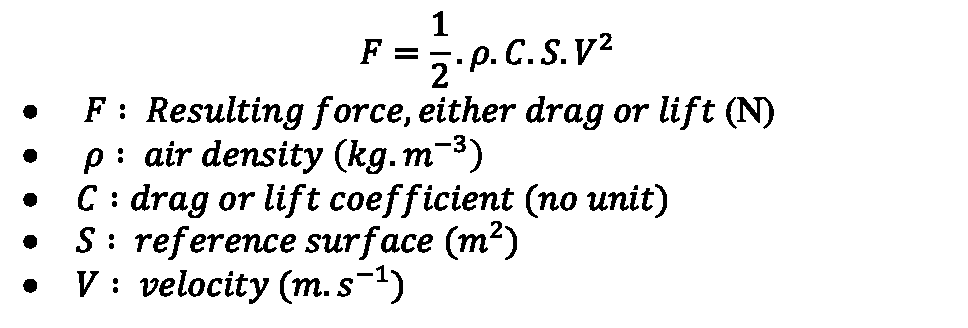 F = 1/2 . ρ. C. S. V²
• F : Resulting force, either drag or lift (N)
• ρ : air density (kg. m⁻³)
• C : drag or lift coefficient (no unit)
• S : reference surface (m²)
• V : velocity (m. s⁻¹)